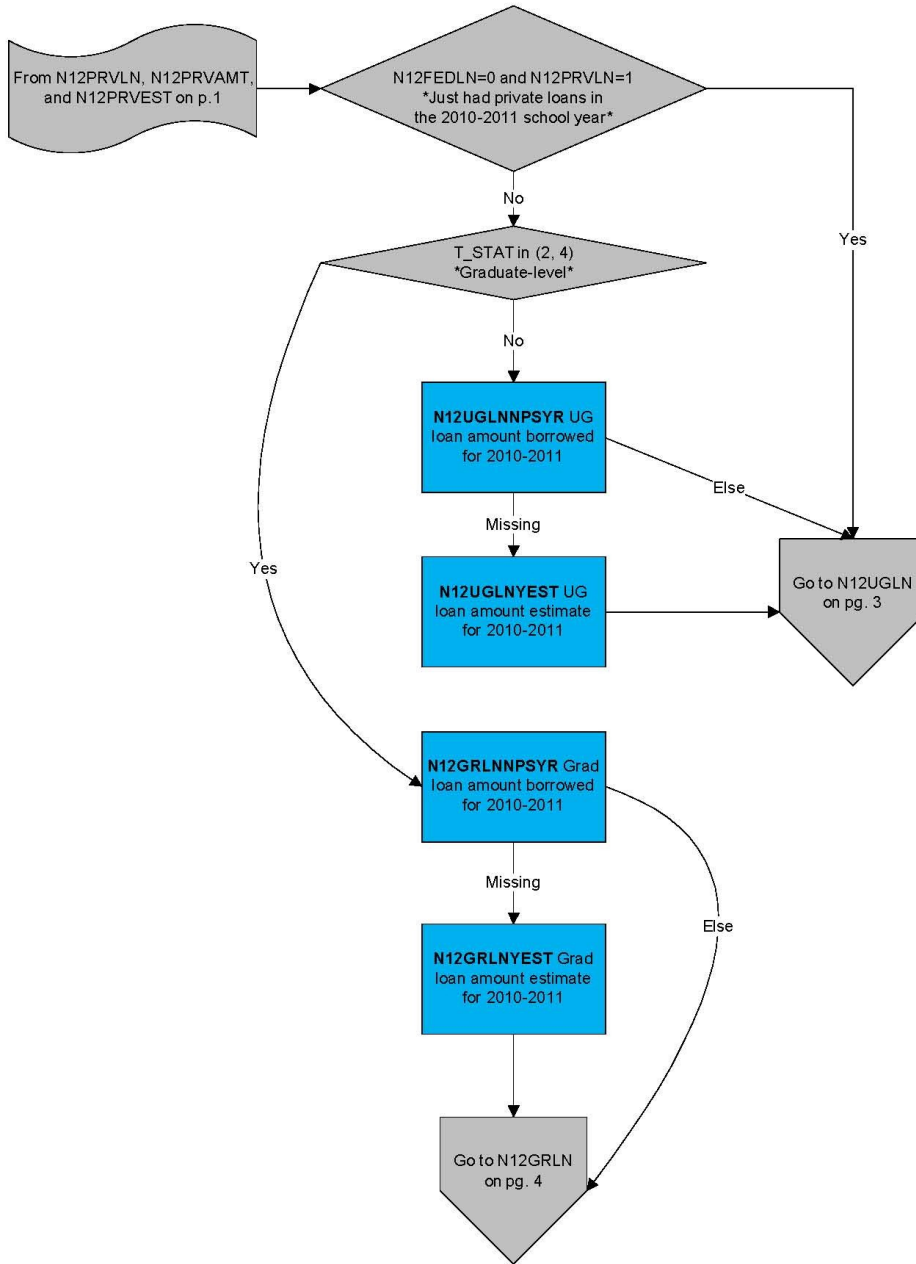 From N12PRVLN, N12PRVAMT,
and N12PRVEST on p.1
N12FEDLN=0 and N12PRVLN=1
*Just had private loans in
the 2010-2011 school year*
No
Yes
T_STAT in (2, 4)
*Graduate-level*
No
N12UGLNNPSYR UG
loan amount borrowed
for 2010-2011
Else
Missing
Yes
N12UGLNYEST UG
loan amount estimate
for 2010-2011
Go to N12UGLN
on pg. 3
N12GRLNNPSYR Grad
loan amount borrowed
for 2010-2011
Missing
Else
N12GRLNYEST Grad
loan amount estimate
for 2010-2011
Go to N12GRLN
on pg. 4